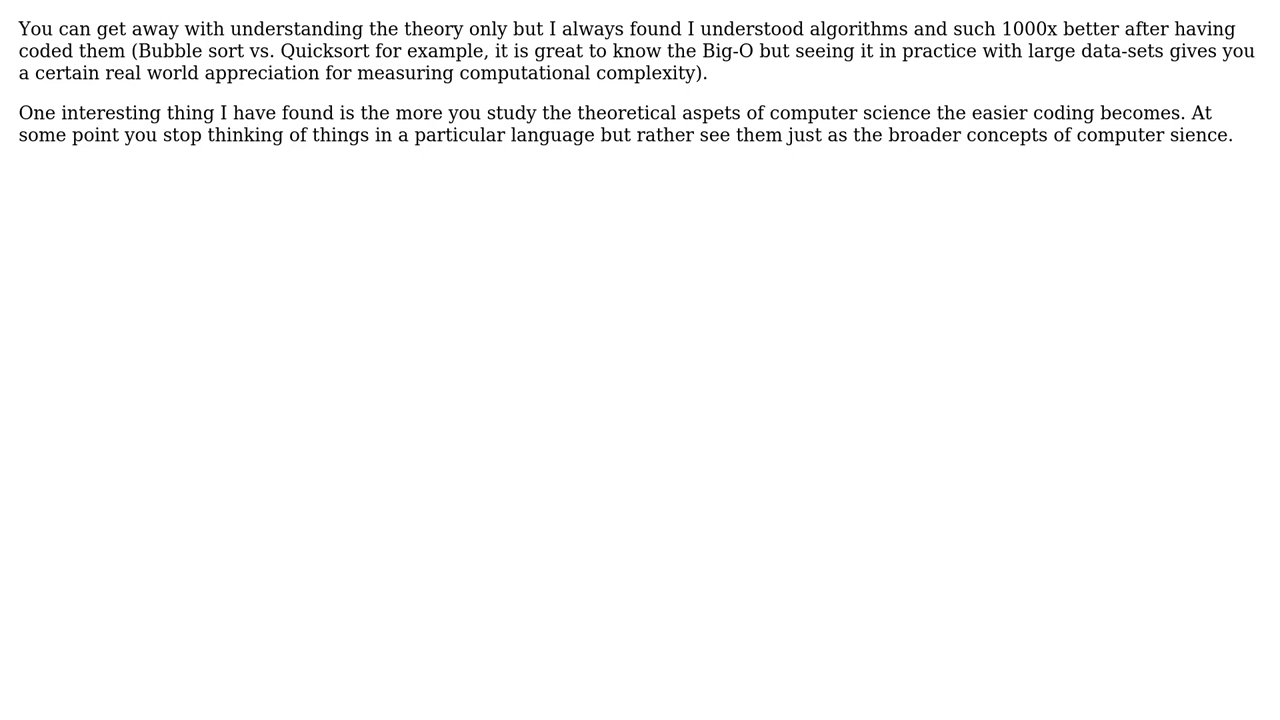 You can get away with understanding the theory only but I always found I understood algorithms and such 1000x better after having
coded them (Bubble sort vs. Quicksort for example, it is great to know the Big-O but seeing it in practice with large data-sets gives you
a certain real world appreciation for measuring computational complexity).
One interesting thing I have found is the more you study the theoretical aspets of computer science the easier coding becomes. At
some point you stop thinking of things in a particular language but rather see them just as the broader concepts of computer sience.